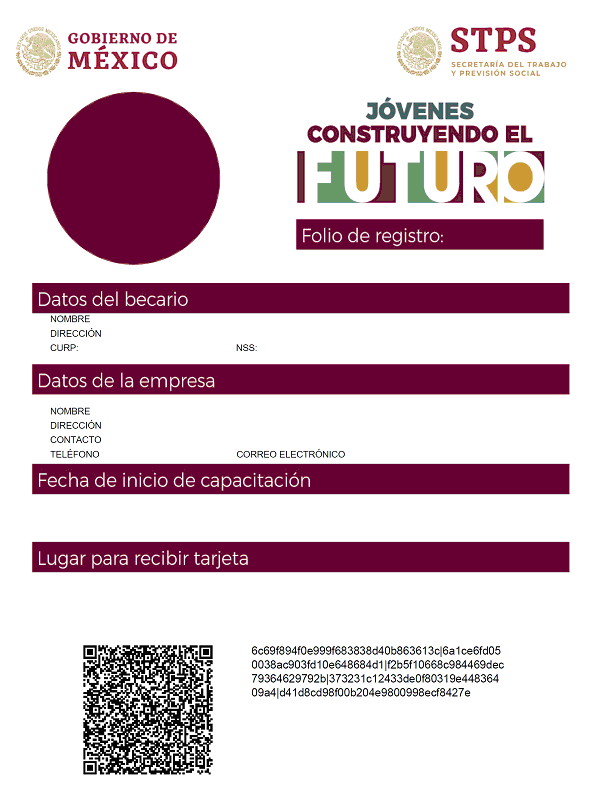 GOBIERNO DE
MÉXICO
STPS
SECRETARÍA DEL TRABAJO
Y PREVISIÓN SOCIAL
JÓVENES
CONSTRUYENDO EL
FUTURO
Folio de registro:
Datos del becario
NOMBRE
DIRECCIÓN
CURP: NSS:
Datos de la empresa
NOMBRE
DIRECCIÓN
CONTACTO
TELÉFONO CORREO ELECTRÓNICO
Fecha de inicio de capacitación
Lugar para recibir tarjeta
6c69f894f0e999f683838d40b863613c|6a1ce6fd05
0038ac903fd10e648684d1|f2b5f10668c984469dec
79364629792b|373231c12433de0f80319e448364
09a4|d41d8cd98f00b204e9800998ecf8427e